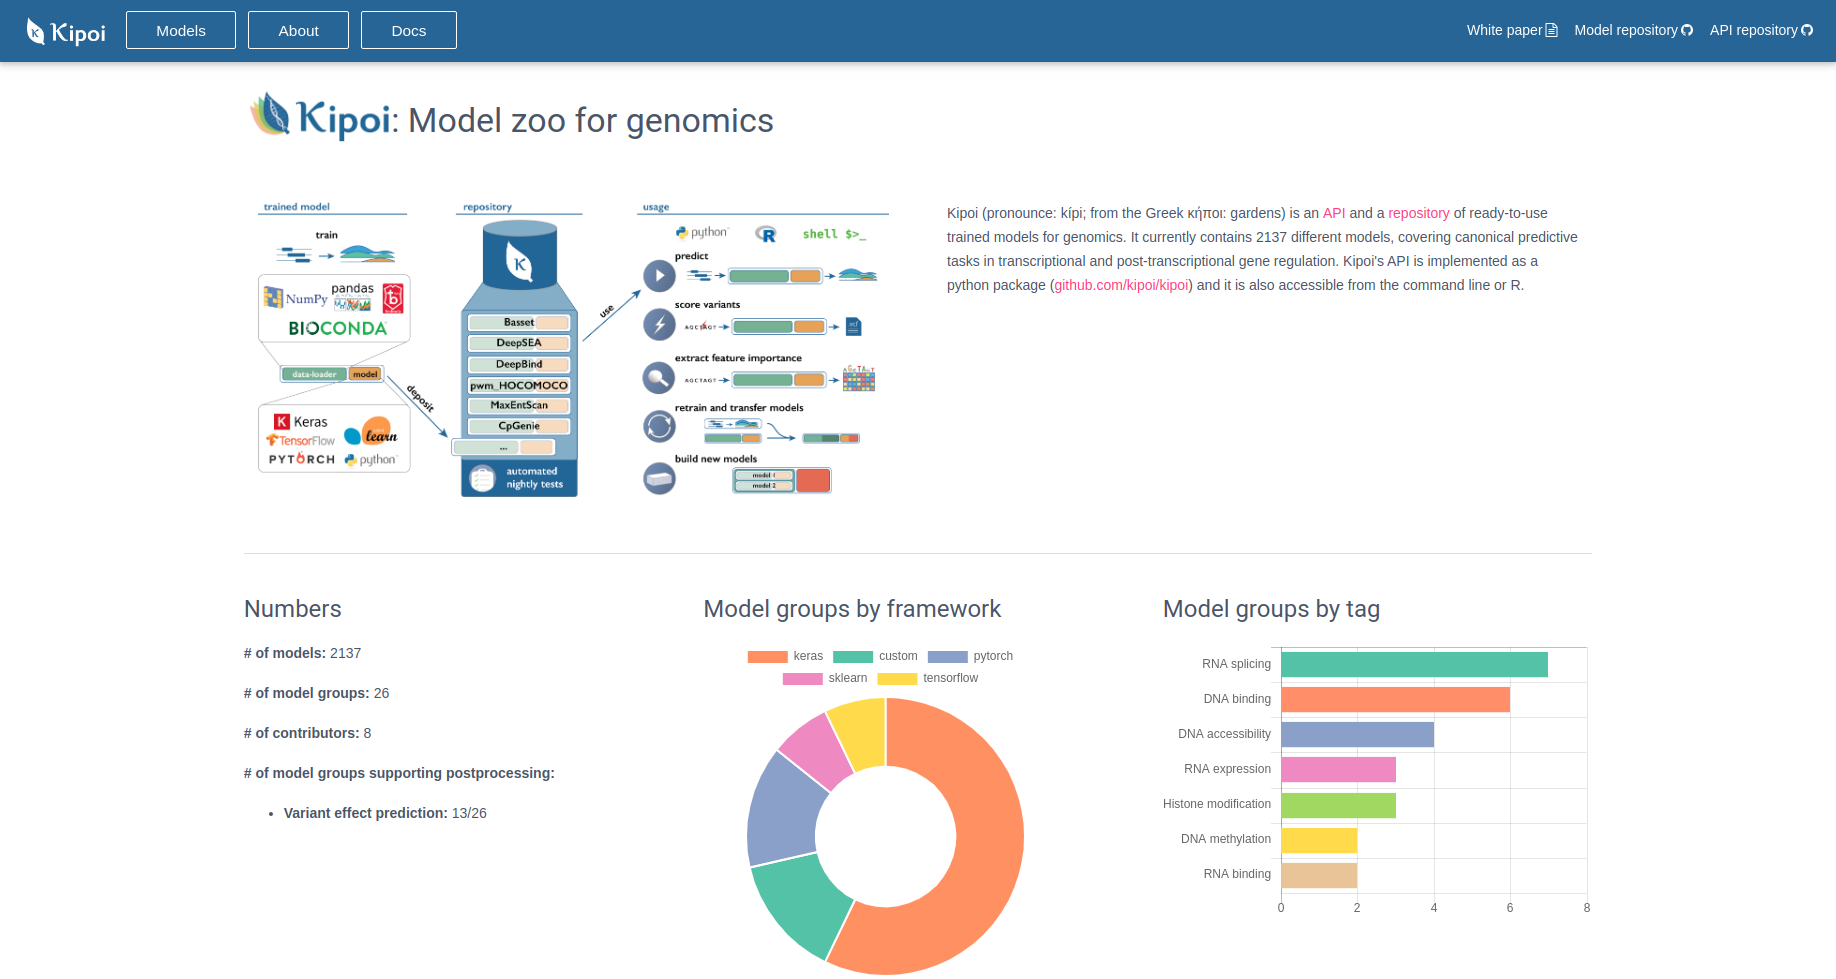 Kipoi
Models
About
Docs
White paper
Model repository
API repository
Kipoi: Model zoo for genomics
trained model
train
NumPy
pandas
BIOCONDA
data-loader
model
deposit
Keras
TensorFlow
learn
PYTORCH
python
repository
K
Basset
DeepSEA
DeepBind
pwm_HOCOMOCO
MaxEntScan
CpGenie
...
automated
nightly tests
use
usage
python
R
shell $>_
predict
score variants
AGCTAGT
extract feature importance
AGCTAGT
retrain and transfer models
build new models
model 1
model 2
Kipoi (pronounce: kípi; from the Greek κήποι: gardens) is an API and a repository of ready-to-use
trained models for genomics. It currently contains 2137 different models, covering canonical predictive
tasks in transcriptional and post-transcriptional gene regulation. Kipoi's API is implemented as a
python package (github.com/kipoi/kipoi) and it is also accessible from the command line or R.
Numbers
# of models: 2137
# of model groups: 26
# of contributors: 8
# of model groups supporting postprocessing:
• Variant effect prediction: 13/26
Model groups by framework
keras
custom
pytorch
sklearn
tensorflow
Model groups by tag
RNA splicing
DNA binding
DNA accessibility
RNA expression
Histone modification
DNA methylation
RNA binding
0 2 4 6 8